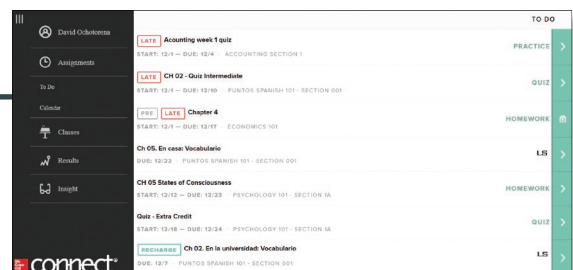 TO DO
David Ochotorena
Assignments
To Do
Calendar
Classes
Results
Insight
Mc Graw Hill Education
connect®
LATE Acounting week 1 quiz
START: 12/1 — DUE: 12/4 · ACCOUNTING SECTION 1
PRACTICE
LATE CH 02 - Quiz Intermediate
START: 12/1 — DUE: 12/10 · PUNTOS SPANISH 101 - SECTION 001
QUIZ
PRE LATE Chapter 4
START: 12/1 — DUE: 12/17 · ECONOMICS 101
HOMEWORK
Ch 05. En casa: Vocabulario
DUE: 12/23 · PUNTOS SPANISH 101 - SECTION 001
LS
CH 05 States of Consciousness
START: 12/12 — DUE: 12/23 · PSYCHOLOGY 101 - SECTION 1A
HOMEWORK
Quiz - Extra Credit
START: 12/18 — DUE: 12/24 · PSYCHOLOGY 101 - SECTION 1A
QUIZ
RECHARGE Ch 02. En la universidad: Vocabulario
DUE: 12/7 · PUNTOS SPANISH 101 - SECTION 001
LS